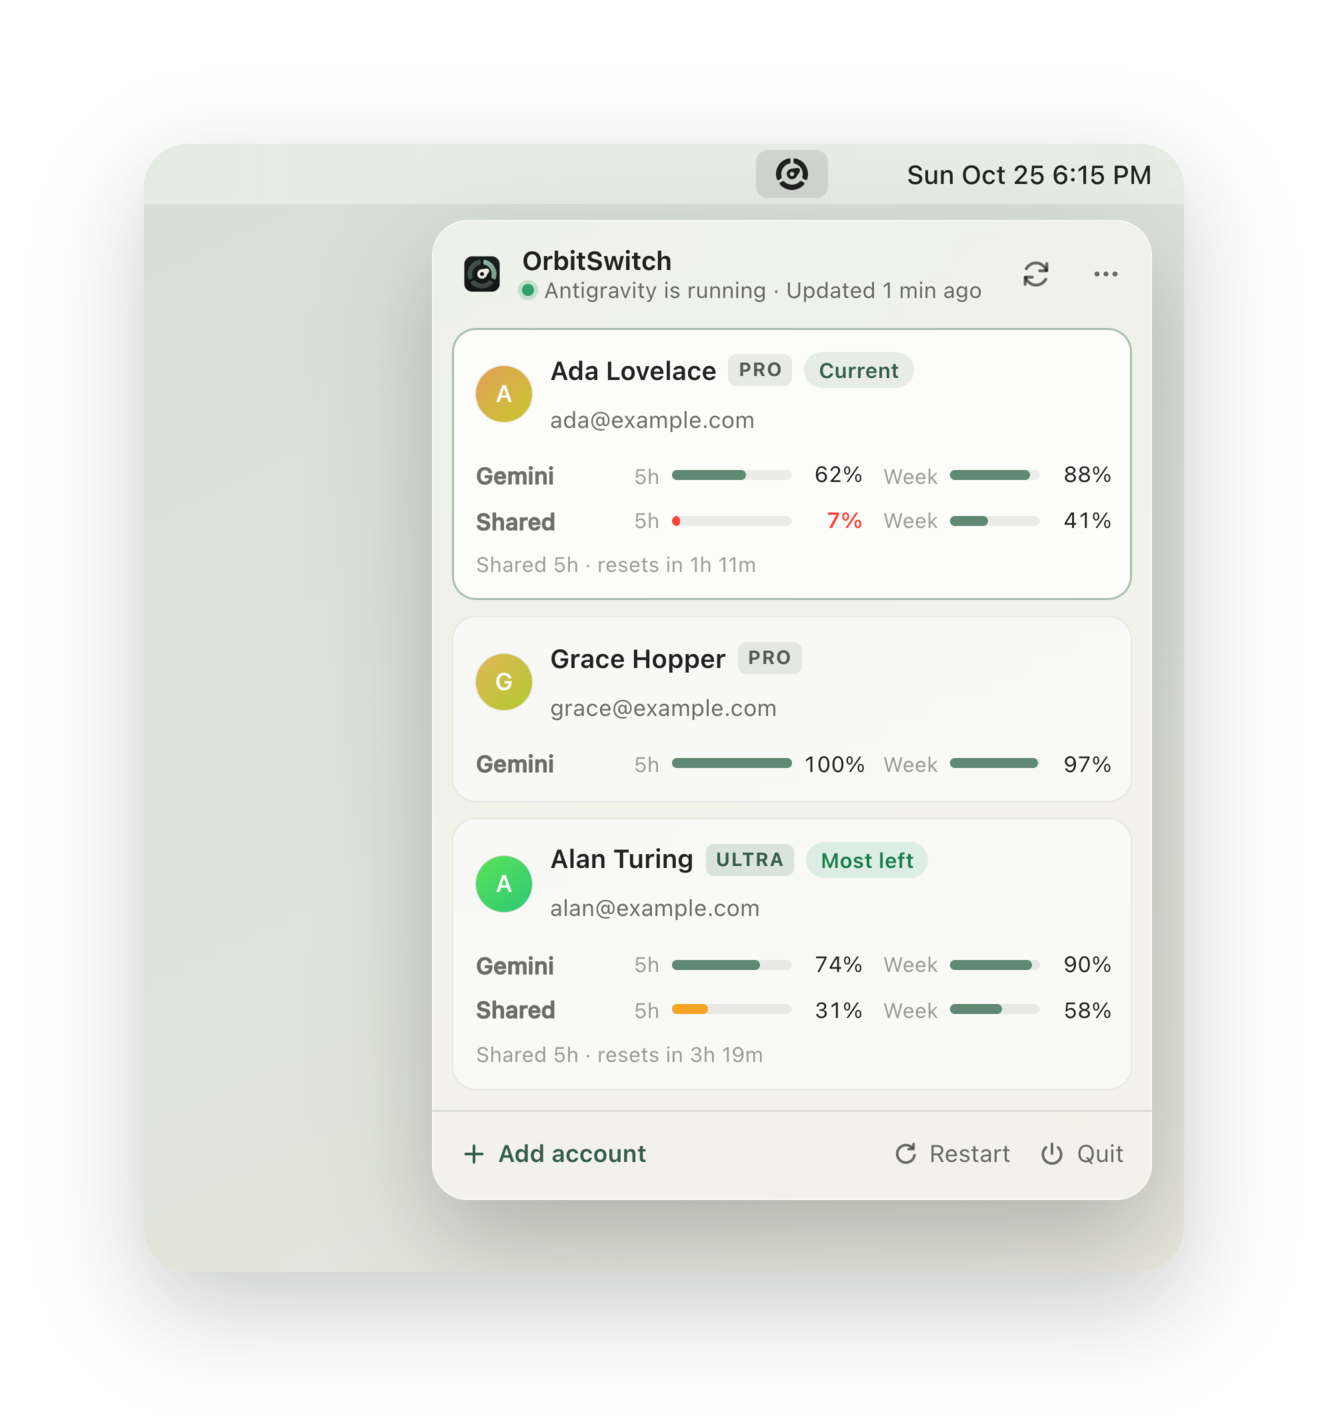 Sun Oct 25 6:15 PM
OrbitSwitch
Antigravity is running · Updated 1 min ago
A
Ada Lovelace PRO Current
ada@example.com
Gemini 5h 62% Week 88%
Shared 5h 7% Week 41%
Shared 5h · resets in 1h 11m
G
Grace Hopper PRO
grace@example.com
Gemini 5h 100% Week 97%
A
Alan Turing ULTRA Most left
alan@example.com
Gemini 5h 74% Week 90%
Shared 5h 31% Week 58%
Shared 5h · resets in 3h 19m
+ Add account Restart Quit